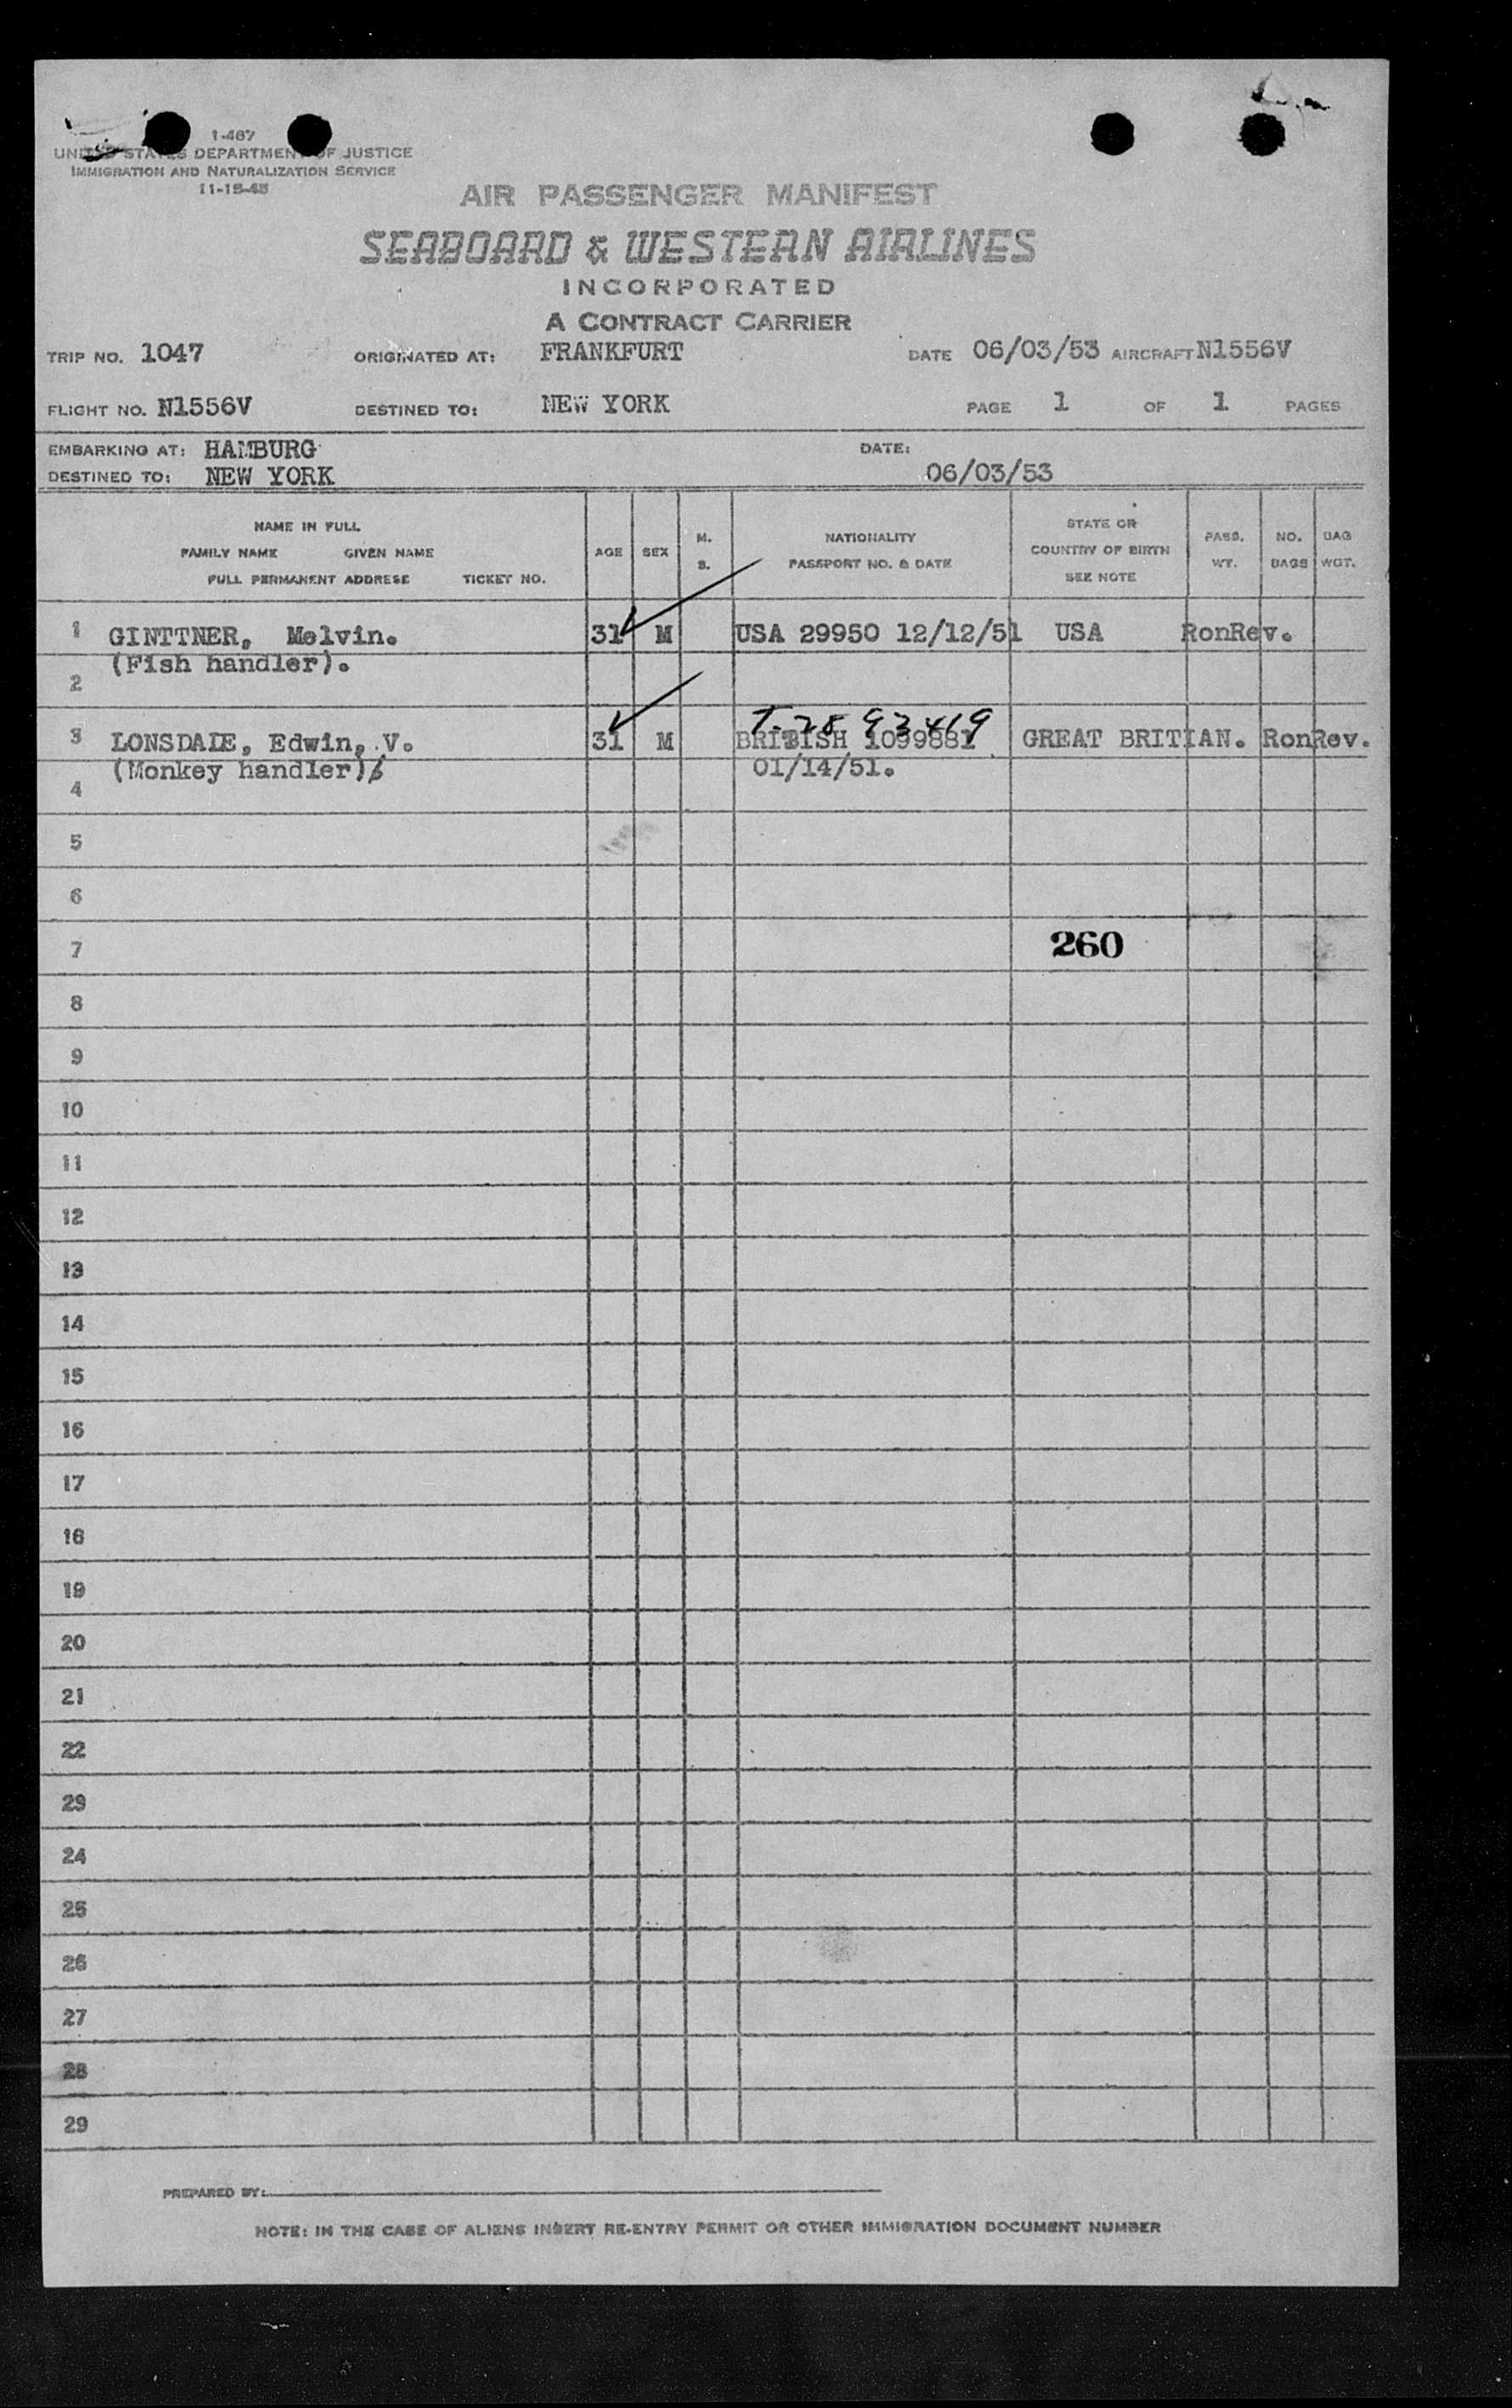 1-467
UNITED STATES DEPARTMENT OF JUSTICE
IMMIGRATION AND NATURALIZATION SERVICE
11-15-45
AIR PASSENGER MANIFEST
SEABOARD & WESTERN AIRLINES
INCORPORATED
A CONTRACT CARRIER
TRIP NO. 1047 ORIGINATED AT: FRANKFURT DATE 06/03/53 AIRCRAFT N1556V
FLIGHT NO. N1556V DESTINED TO: NEW YORK PAGE 1 OF 1 PAGES
EMBARKING AT: HAMBURG DATE:
DESTINED TO: NEW YORK 06/03/53
NAME IN FULL
FAMILY NAME GIVEN NAME
FULL PERMANENT ADDRESS TICKET NO.
AGE
SEX
M.
S.
NATIONALITY
PASSPORT NO. & DATE
STATE OR
COUNTRY OF BIRTH
SEE NOTE
PASS.
WT.
NO.
BAGS
BAG
WGT.
1 GINTTNER, Melvin. 31 M USA 29950 12/12/51 USA RonRev.
(Fish handler).
2
T-2893419
3 LONSDALE, Edwin, V. 31 M BRITISH 1099881 GREAT BRITIAN. RonRev.
(Monkey handler) 01/14/51.
4
5
6
7 260
8
9
10
11
12
13
14
15
16
17
18
19
20
21
22
23
24
25
26
27
28
29
PREPARED BY:
NOTE: IN THE CASE OF ALIENS INSERT RE-ENTRY PERMIT OR OTHER IMMIGRATION DOCUMENT NUMBER